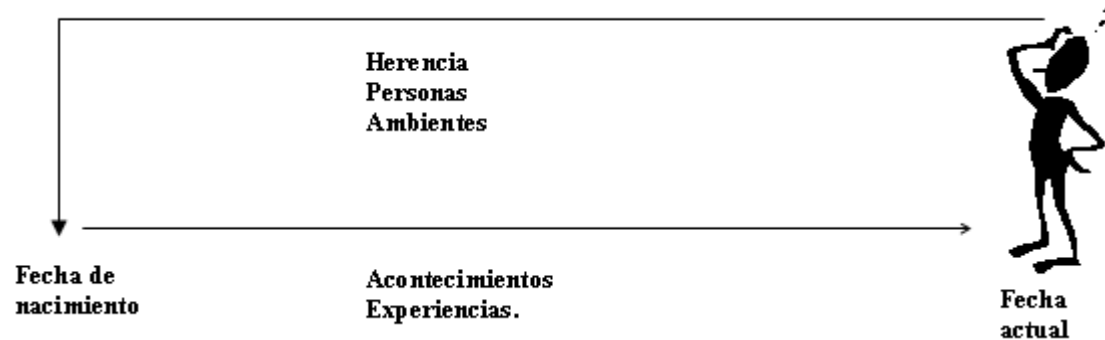 Herencia
Personas
Ambientes
Fecha de
nacimiento
Acontecimientos
Experiencias.
Fecha
actual